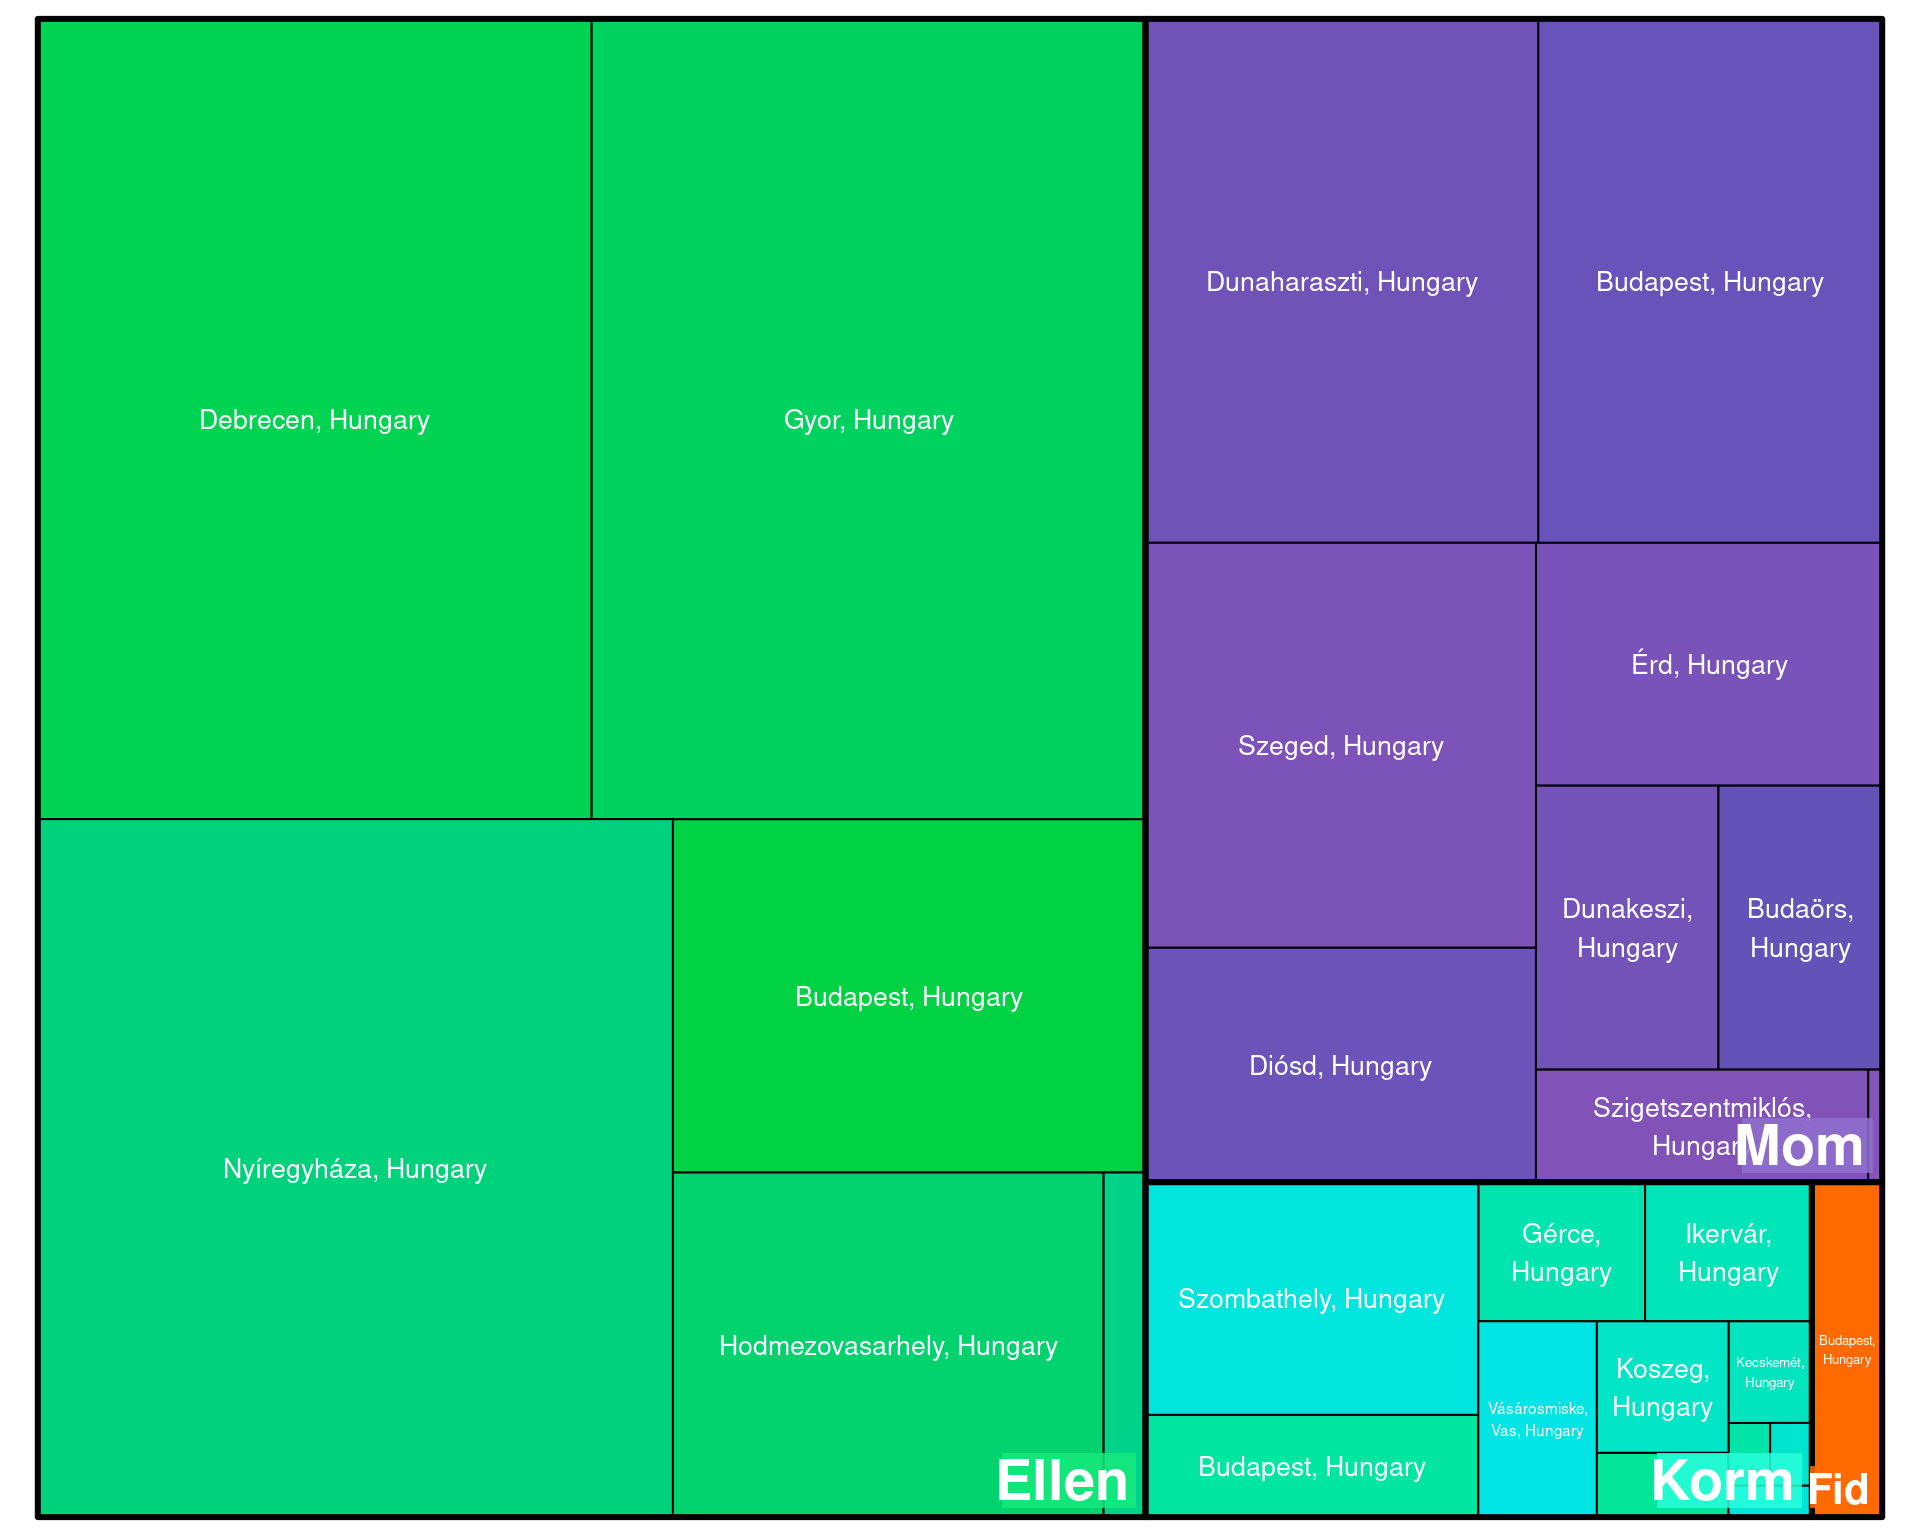 Debrecen, Hungary
Gyor, Hungary
Nyíregyháza, Hungary
Budapest, Hungary
Hodmezovasarhely, Hungary
Ellen
Dunaharaszti, Hungary
Budapest, Hungary
Szeged, Hungary
Érd, Hungary
Dunakeszi,
Hungary
Budaörs,
Hungary
Diósd, Hungary
Szigetszentmiklós,
Hungar
Mom
Szombathely, Hungary
Gérce,
Hungary
Ikervár,
Hungary
Vásárosmiske,
Vas, Hungary
Koszeg,
Hungary
Kecskemét,
Hungary
Budapest, Hungary
Korm
Budapest,
Hungary
Fid